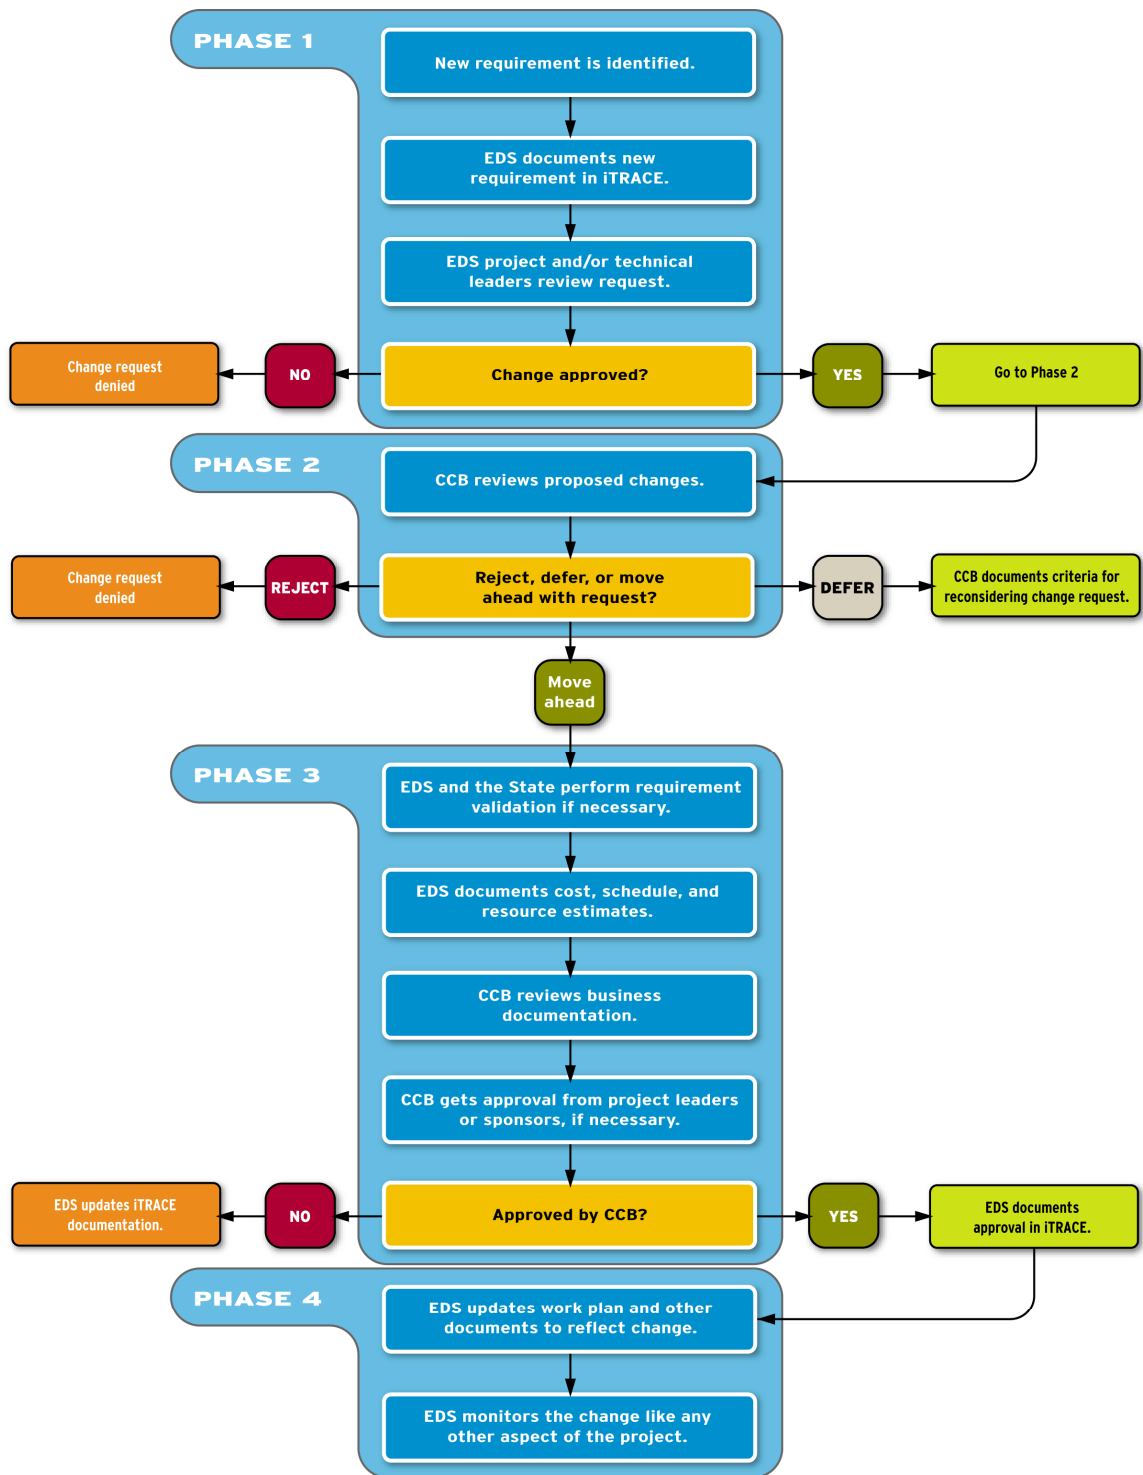 PHASE 1
New requirement is identified.
EDS documents new
requirement in iTRACE.
EDS project and/or technical
leaders review request.
Change request
denied
NO
Change approved?
YES
Go to Phase 2
PHASE 2
CCB reviews proposed changes.
Change request
denied
REJECT
Reject, defer, or move
ahead with request?
DEFER
CCB documents criteria for
reconsidering change request.
Move
ahead
PHASE 3
EDS and the State perform requirement
validation if necessary.
EDS documents cost, schedule, and
resource estimates.
CCB reviews business
documentation.
CCB gets approval from project leaders
or sponsors, if necessary.
EDS updates iTRACE
documentation.
NO
Approved by CCB?
YES
EDS documents
approval in iTRACE.
PHASE 4
EDS updates work plan and other
documents to reflect change.
EDS monitors the change like any
other aspect of the project.